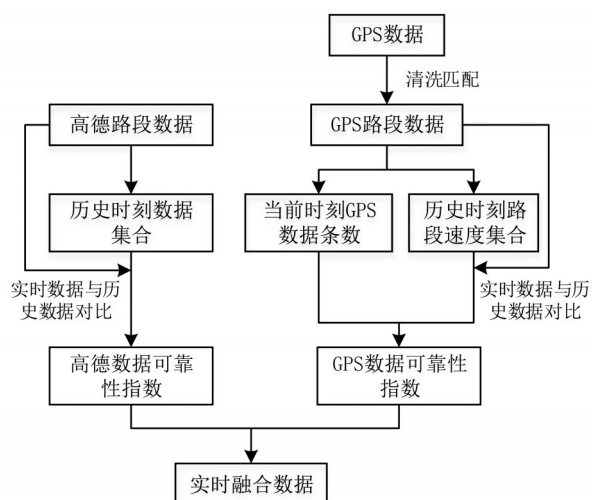 GPS数据
清洗匹配
高德路段数据
GPS路段数据
历史时刻数据
集合
当前时刻GPS
数据条数
历史时刻路
段速度集合
实时数据与历
史数据对比
实时数据与历
史数据对比
高德数据可靠
性指数
GPS数据可靠性
指数
实时融合数据